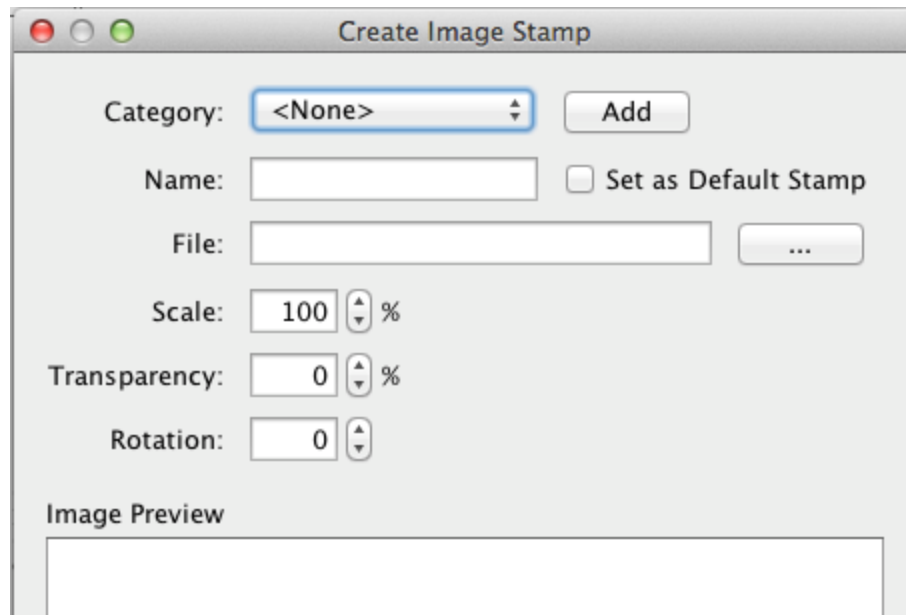 Create Image Stamp
Category: <None> Add
Name: Set as Default Stamp
File: ...
Scale: 100 %
Transparency: 0 %
Rotation: 0
Image Preview